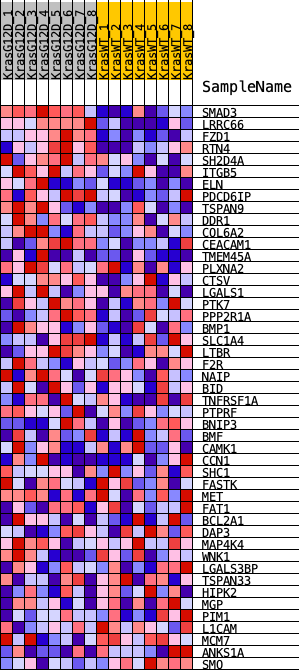 KrasG12D_1
KrasG12D_2
KrasG12D_3
KrasG12D_4
KrasG12D_5
KrasG12D_6
KrasG12D_7
KrasG12D_8
KrasWT_1
KrasWT_2
KrasWT_3
KrasWT_4
KrasWT_5
KrasWT_6
KrasWT_7
KrasWT_8
SampleName
SMAD3
LRRC66
FZD1
RTN4
SH2D4A
ITGB5
ELN
PDCD6IP
TSPAN9
DDR1
COL6A2
CEACAM1
TMEM45A
PLXNA2
CTSV
LGALS1
PTK7
PPP2R1A
BMP1
SLC1A4
LTBR
F2R
NAIP
BID
TNFRSF1A
PTPRF
BNIP3
BMF
CAMK1
CCN1
SHC1
FASTK
MET
FAT1
BCL2A1
DAP3
MAP4K4
WNK1
LGALS3BP
TSPAN33
HIPK2
MGP
PIM1
L1CAM
MCM7
ANKS1A
SMO